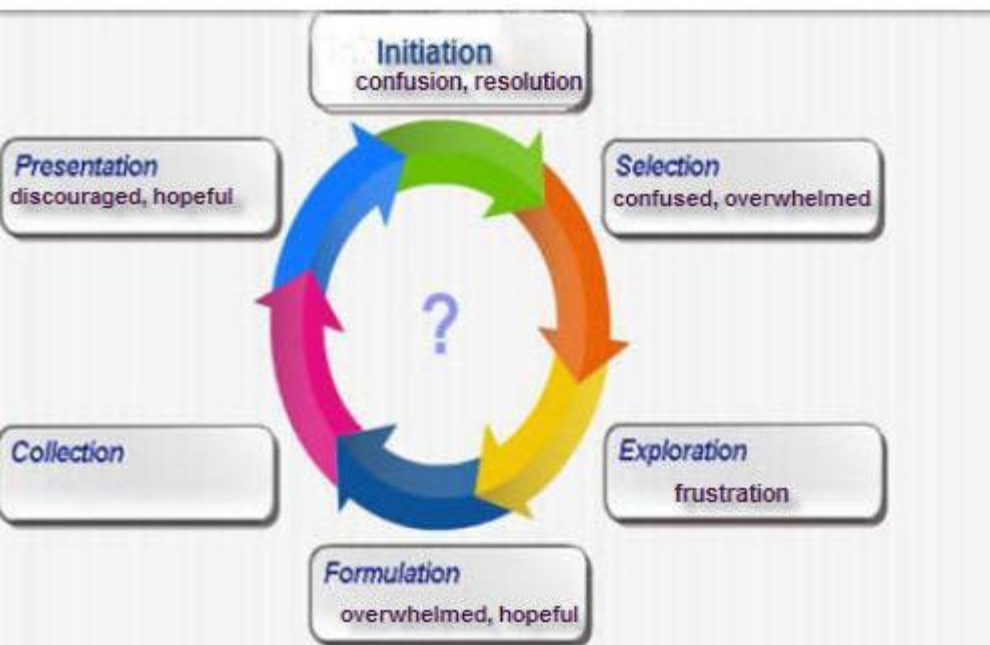 Initiation
confusion, resolution
Presentation
discouraged, hopeful
Selection
confused, overwhelmed
?
Collection
Exploration
frustration
Formulation
overwhelmed, hopeful